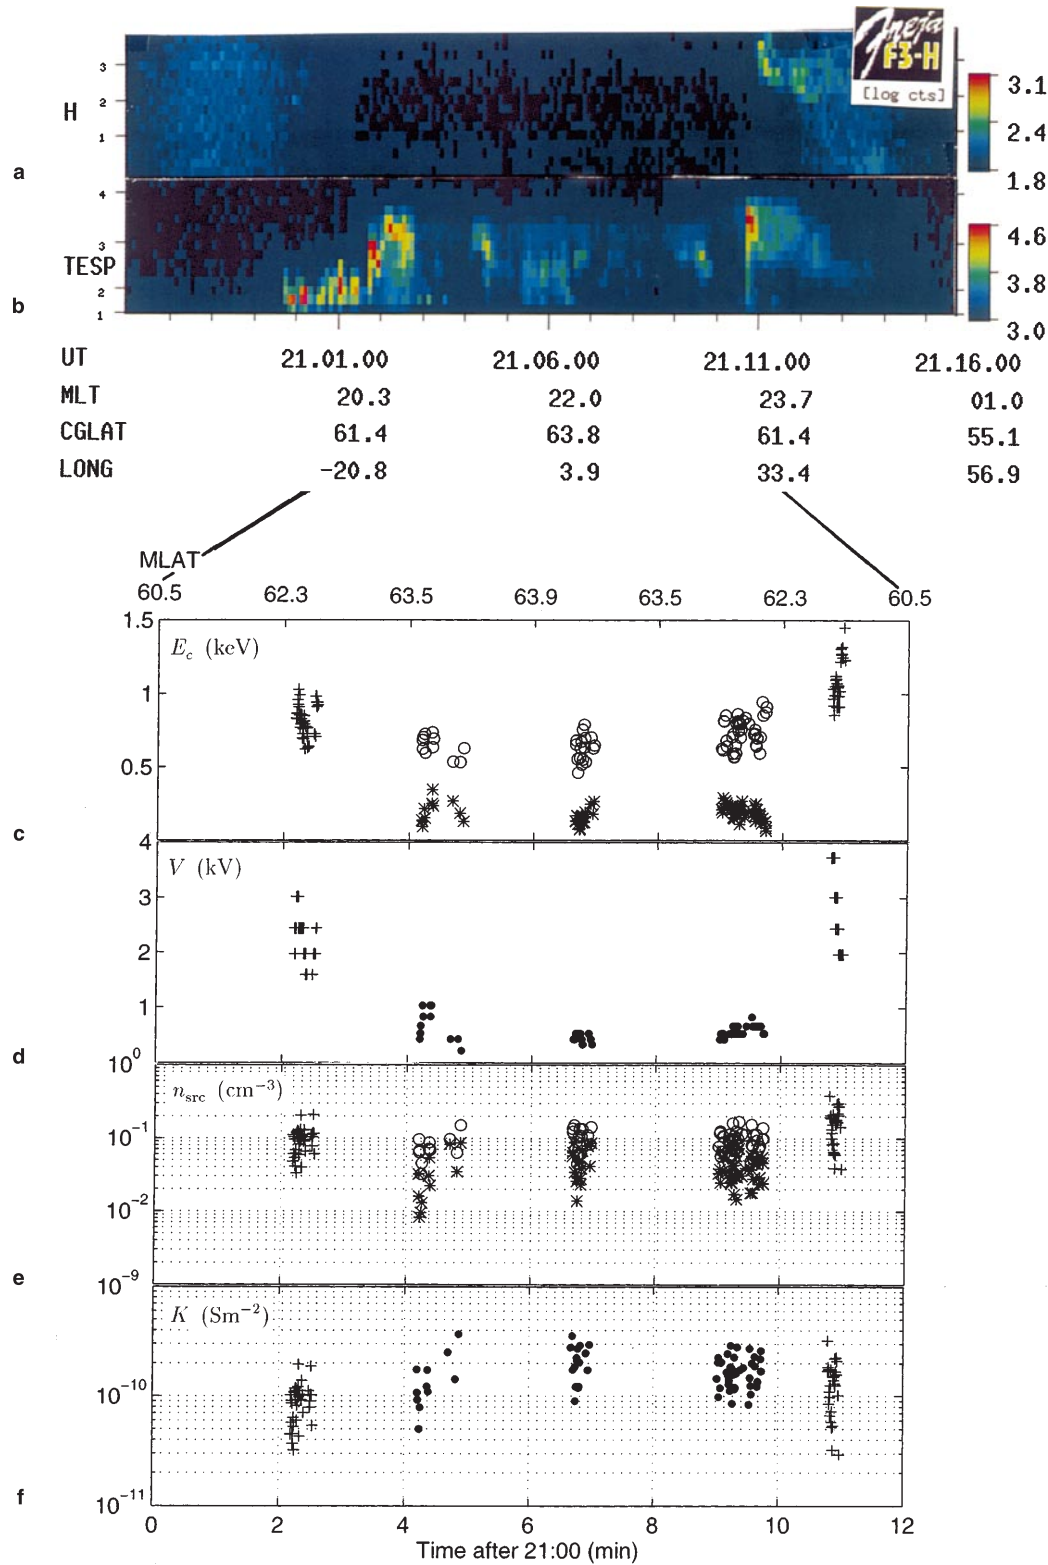 Freja
F3-H
[log cts]
H
3
2
1
3.1
2.4
1.8
a
TESP
4
3
2
1
4.6
3.8
3.0
b
UT 21.01.00 21.06.00 21.11.00 21.16.00
MLT 20.3 22.0 23.7 01.0
CGLAT 61.4 63.8 61.4 55.1
LONG -20.8 3.9 33.4 56.9
MLAT
60.5 62.3 63.5 63.9 63.5 62.3 60.5
1.5
E_c (keV)
1
0.5
c
4
V (kV)
3
2
1
d
10^0
n_src (cm^−3)
10^−1
10^−2
e
10^−9
K (Sm^−2)
10^−10
f
10^−11
0 2 4 6 8 10 12
Time after 21:00 (min)